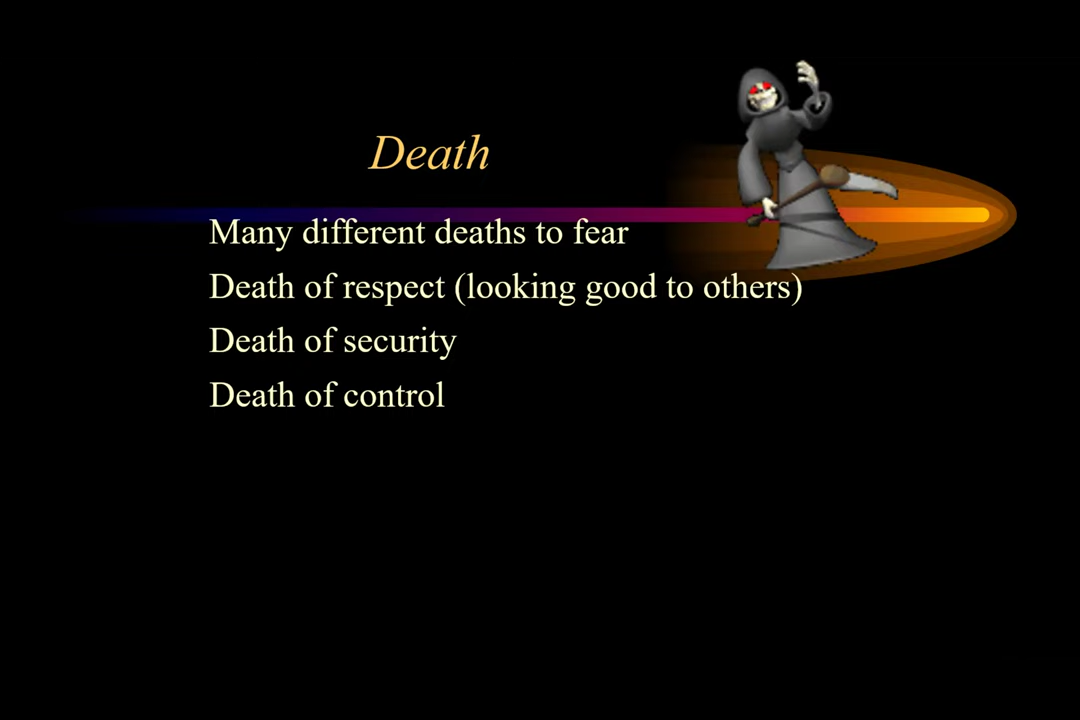 Death
Many different deaths to fear
Death of respect (looking good to others)
Death of security
Death of control